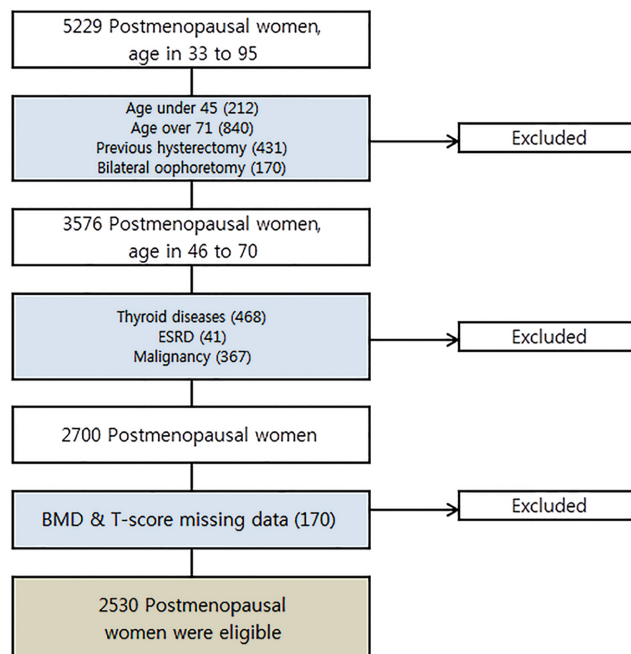 5229 Postmenopausal women,
age in 33 to 95
Age under 45 (212)
Age over 71 (840)
Previous hysterectomy (431)
Bilateral oophoretomy (170)
Excluded
3576 Postmenopausal women,
age in 46 to 70
Thyroid diseases (468)
ESRD (41)
Malignancy (367)
Excluded
2700 Postmenopausal women
BMD & T-score missing data (170)
Excluded
2530 Postmenopausal
women were eligible